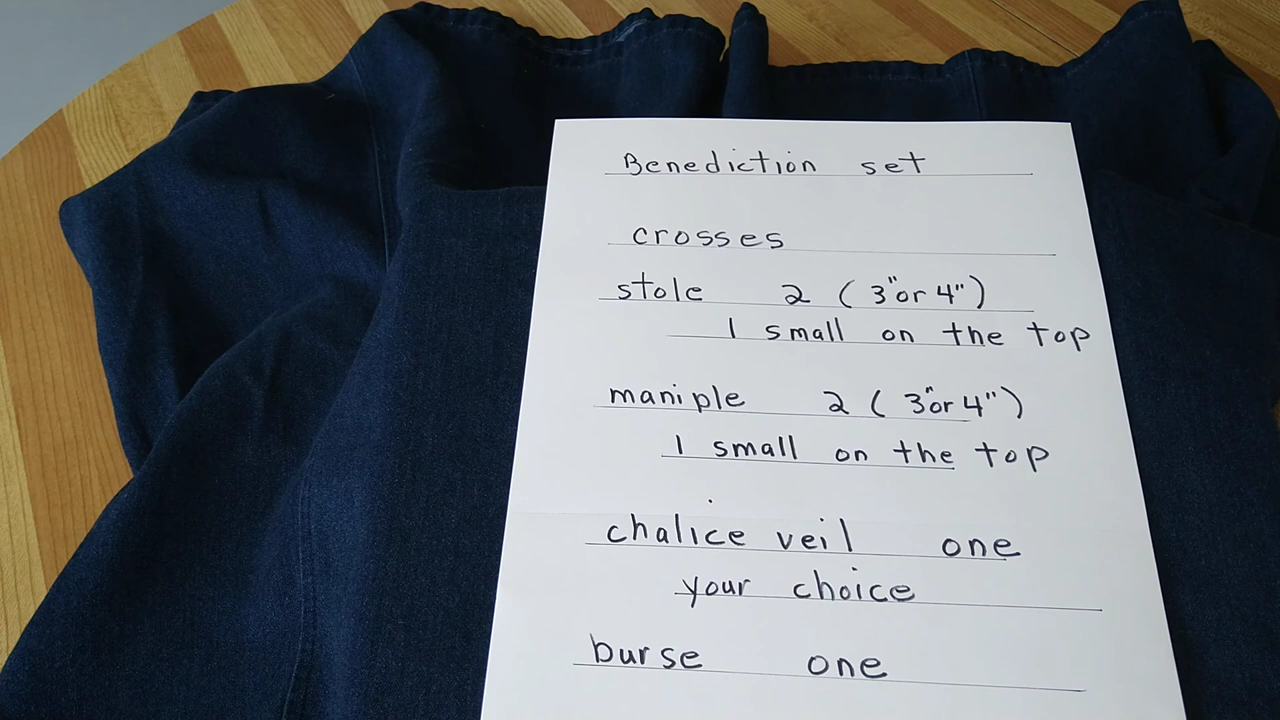 Benediction set
crosses
stole 2 (3" or 4")
1 small on the top
maniple 2 (3" or 4")
1 small on the top
chalice veil one
your choice
burse one